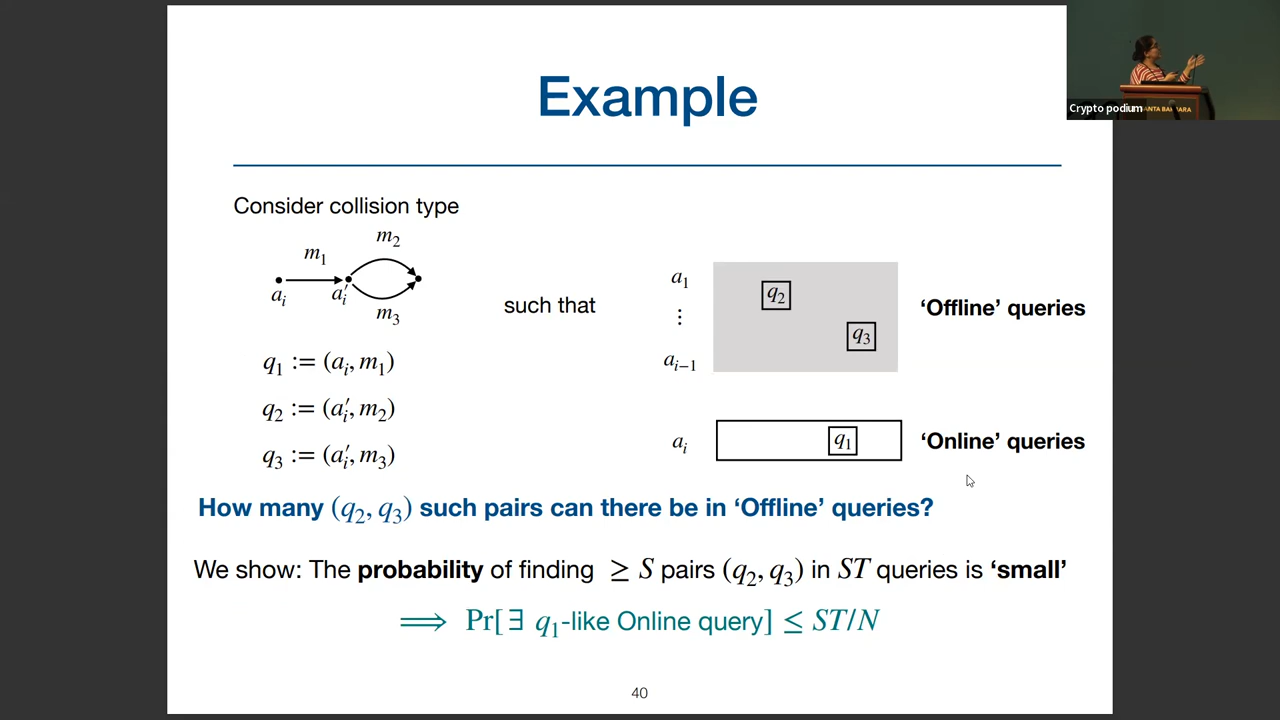 Example
Consider collision type
m₂
m₁
aᵢ
a′ᵢ
m₃
such that
q₁ := (aᵢ, m₁)
q₂ := (a′ᵢ, m₂)
q₃ := (a′ᵢ, m₃)
a₁
⋮
aᵢ₋₁
q₂
q₃
'Offline' queries
aᵢ
q₁
'Online' queries
How many (q₂, q₃) such pairs can there be in 'Offline' queries?
We show: The probability of finding ≥ S pairs (q₂, q₃) in ST queries is 'small'
⟹ Pr[∃ q₁-like Online query] ≤ ST/N
40
Crypto podium